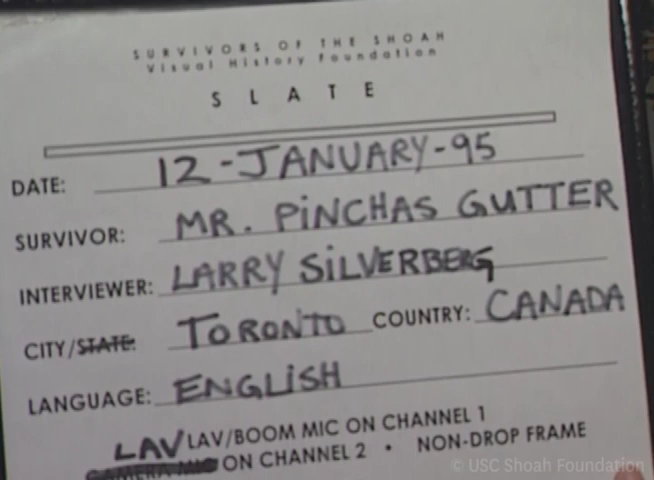 SURVIVORS OF THE SHOAH
Visual History Foundation
SLATE
DATE: 12-JANUARY-95
SURVIVOR: MR. PiNCHAS GUTTER
INTERVIEWER: LARRY SiLVERBERG
CITY/STATE: TORONTO COUNTRY: CANADA
LANGUAGE: ENGLiSH
LAV LAV/BOOM MIC ON CHANNEL 1
CAMERA MIC ON CHANNEL 2 • NON-DROP FRAME
© USC Shoah Foundation